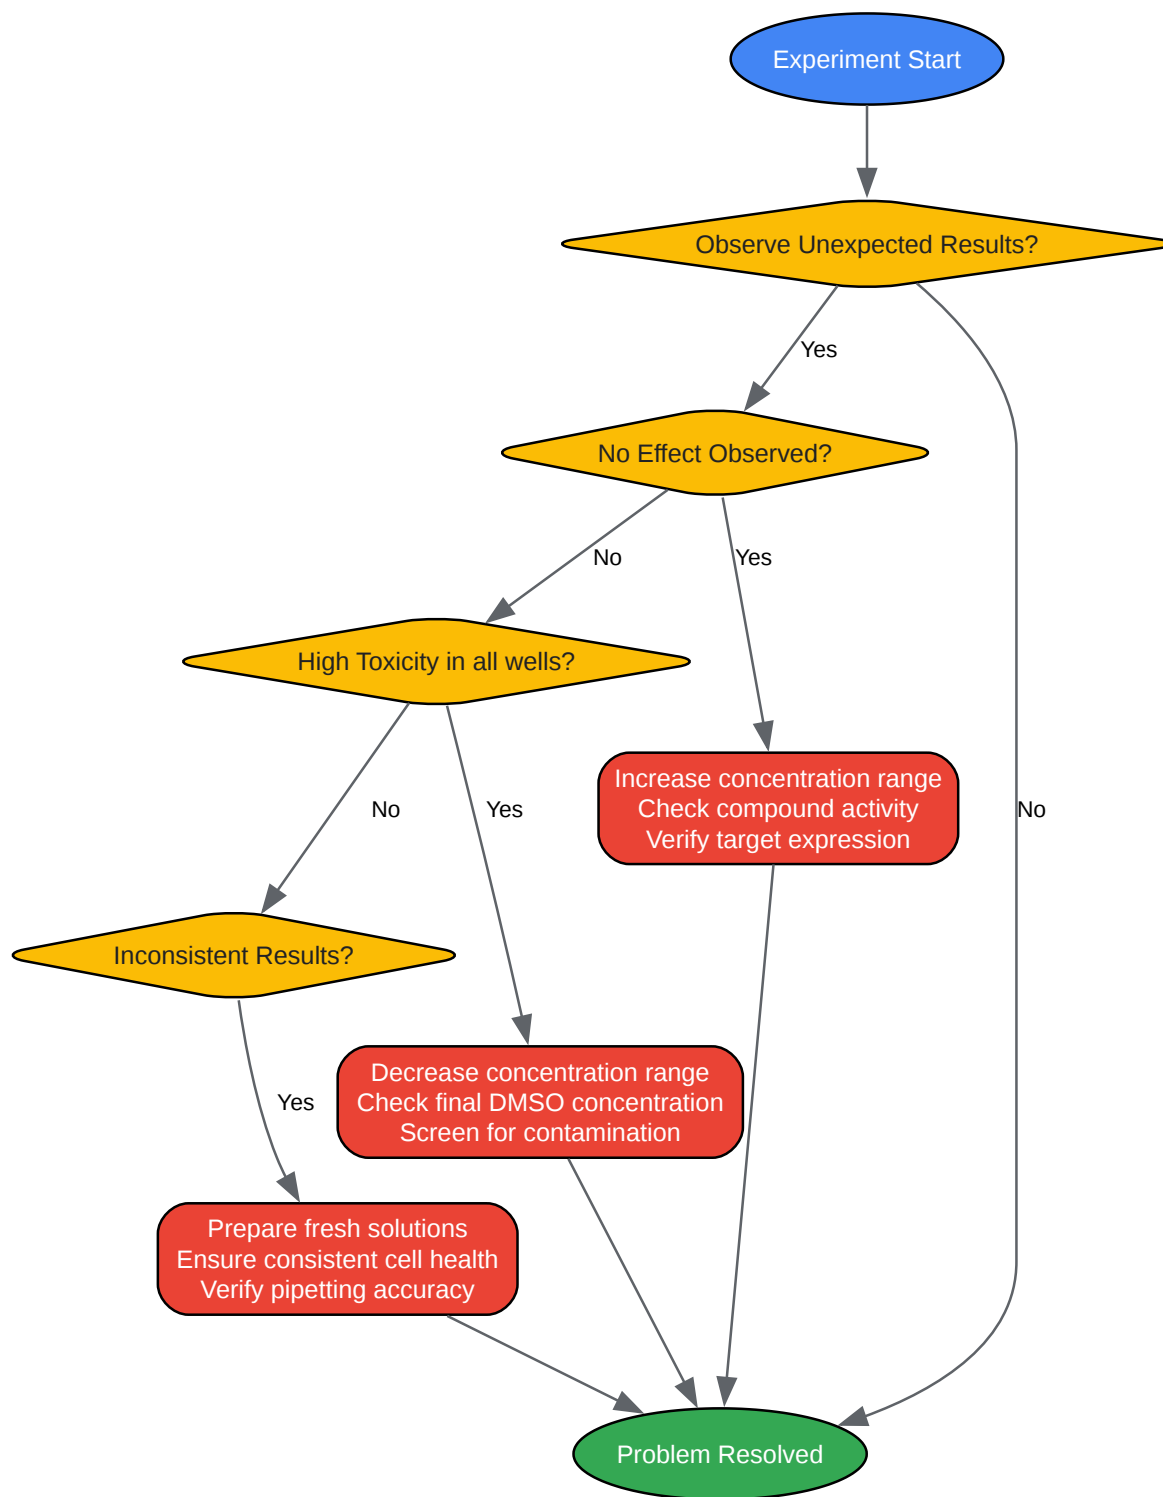 Experiment Start
Observe Unexpected Results?
Yes
No Effect Observed?
No
Yes
High Toxicity in all wells?
Increase concentration range
Check compound activity
Verify target expression
No
Yes
No
Inconsistent Results?
Decrease concentration range
Check final DMSO concentration
Screen for contamination
Yes
Prepare fresh solutions
Ensure consistent cell health
Verify pipetting accuracy
Problem Resolved